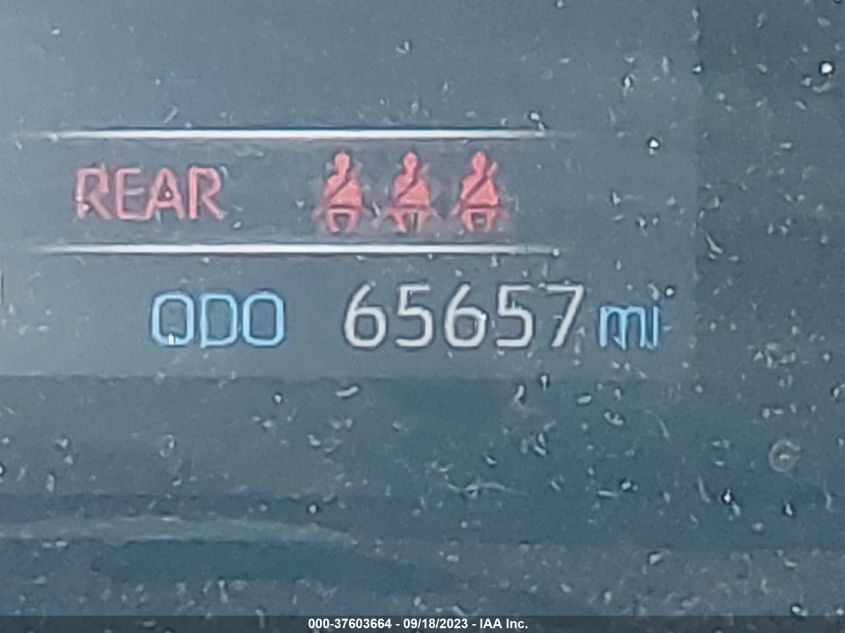 REAR
ODO 65657 mi
000-37603664 - 09/18/2023 - IAA Inc.